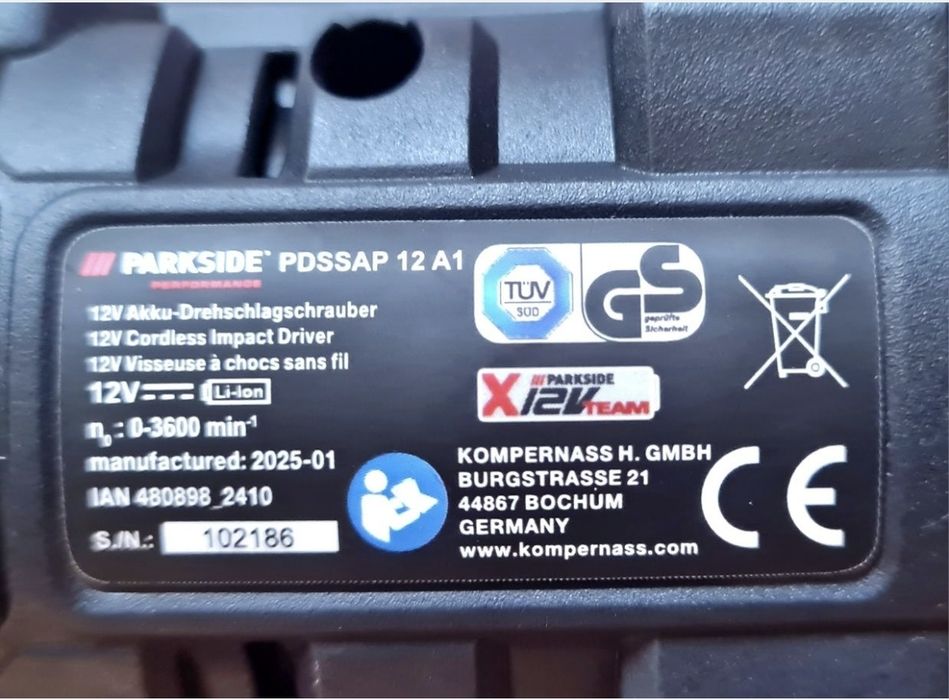 PARKSIDE PDSSAP 12 A1
PERFORMANCE
12V Akku-Drehschlagschrauber
12V Cordless Impact Driver
12V Visseuse à chocs sans fil
12V Li-Ion
n₀ : 0-3600 min⁻¹
manufactured: 2025-01
IAN 480898_2410
S./N.: 102186
TÜV
SÜD
GS
geprüfte
Sicherheit
X PARKSIDE
12V TEAM
KOMPERNASS H. GMBH
BURGSTRASSE 21
44867 BOCHUM
GERMANY
www.kompernass.com
CE